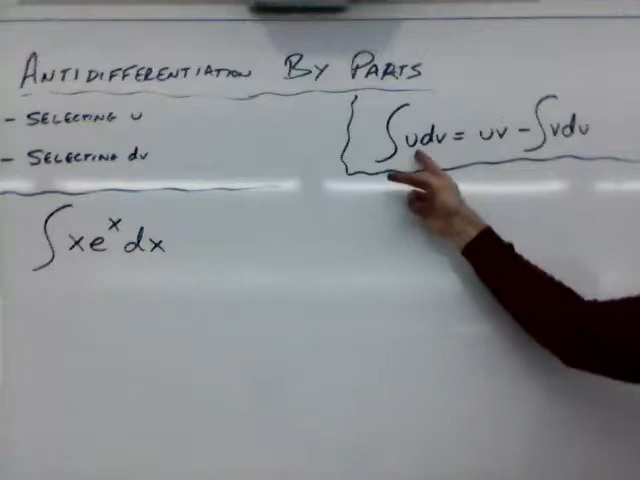 ANTIDIFFERENTIATION BY PARTS
- SELECTING U
- SELECTING dv
∫udv = uv - ∫vdu
∫xe^x dx